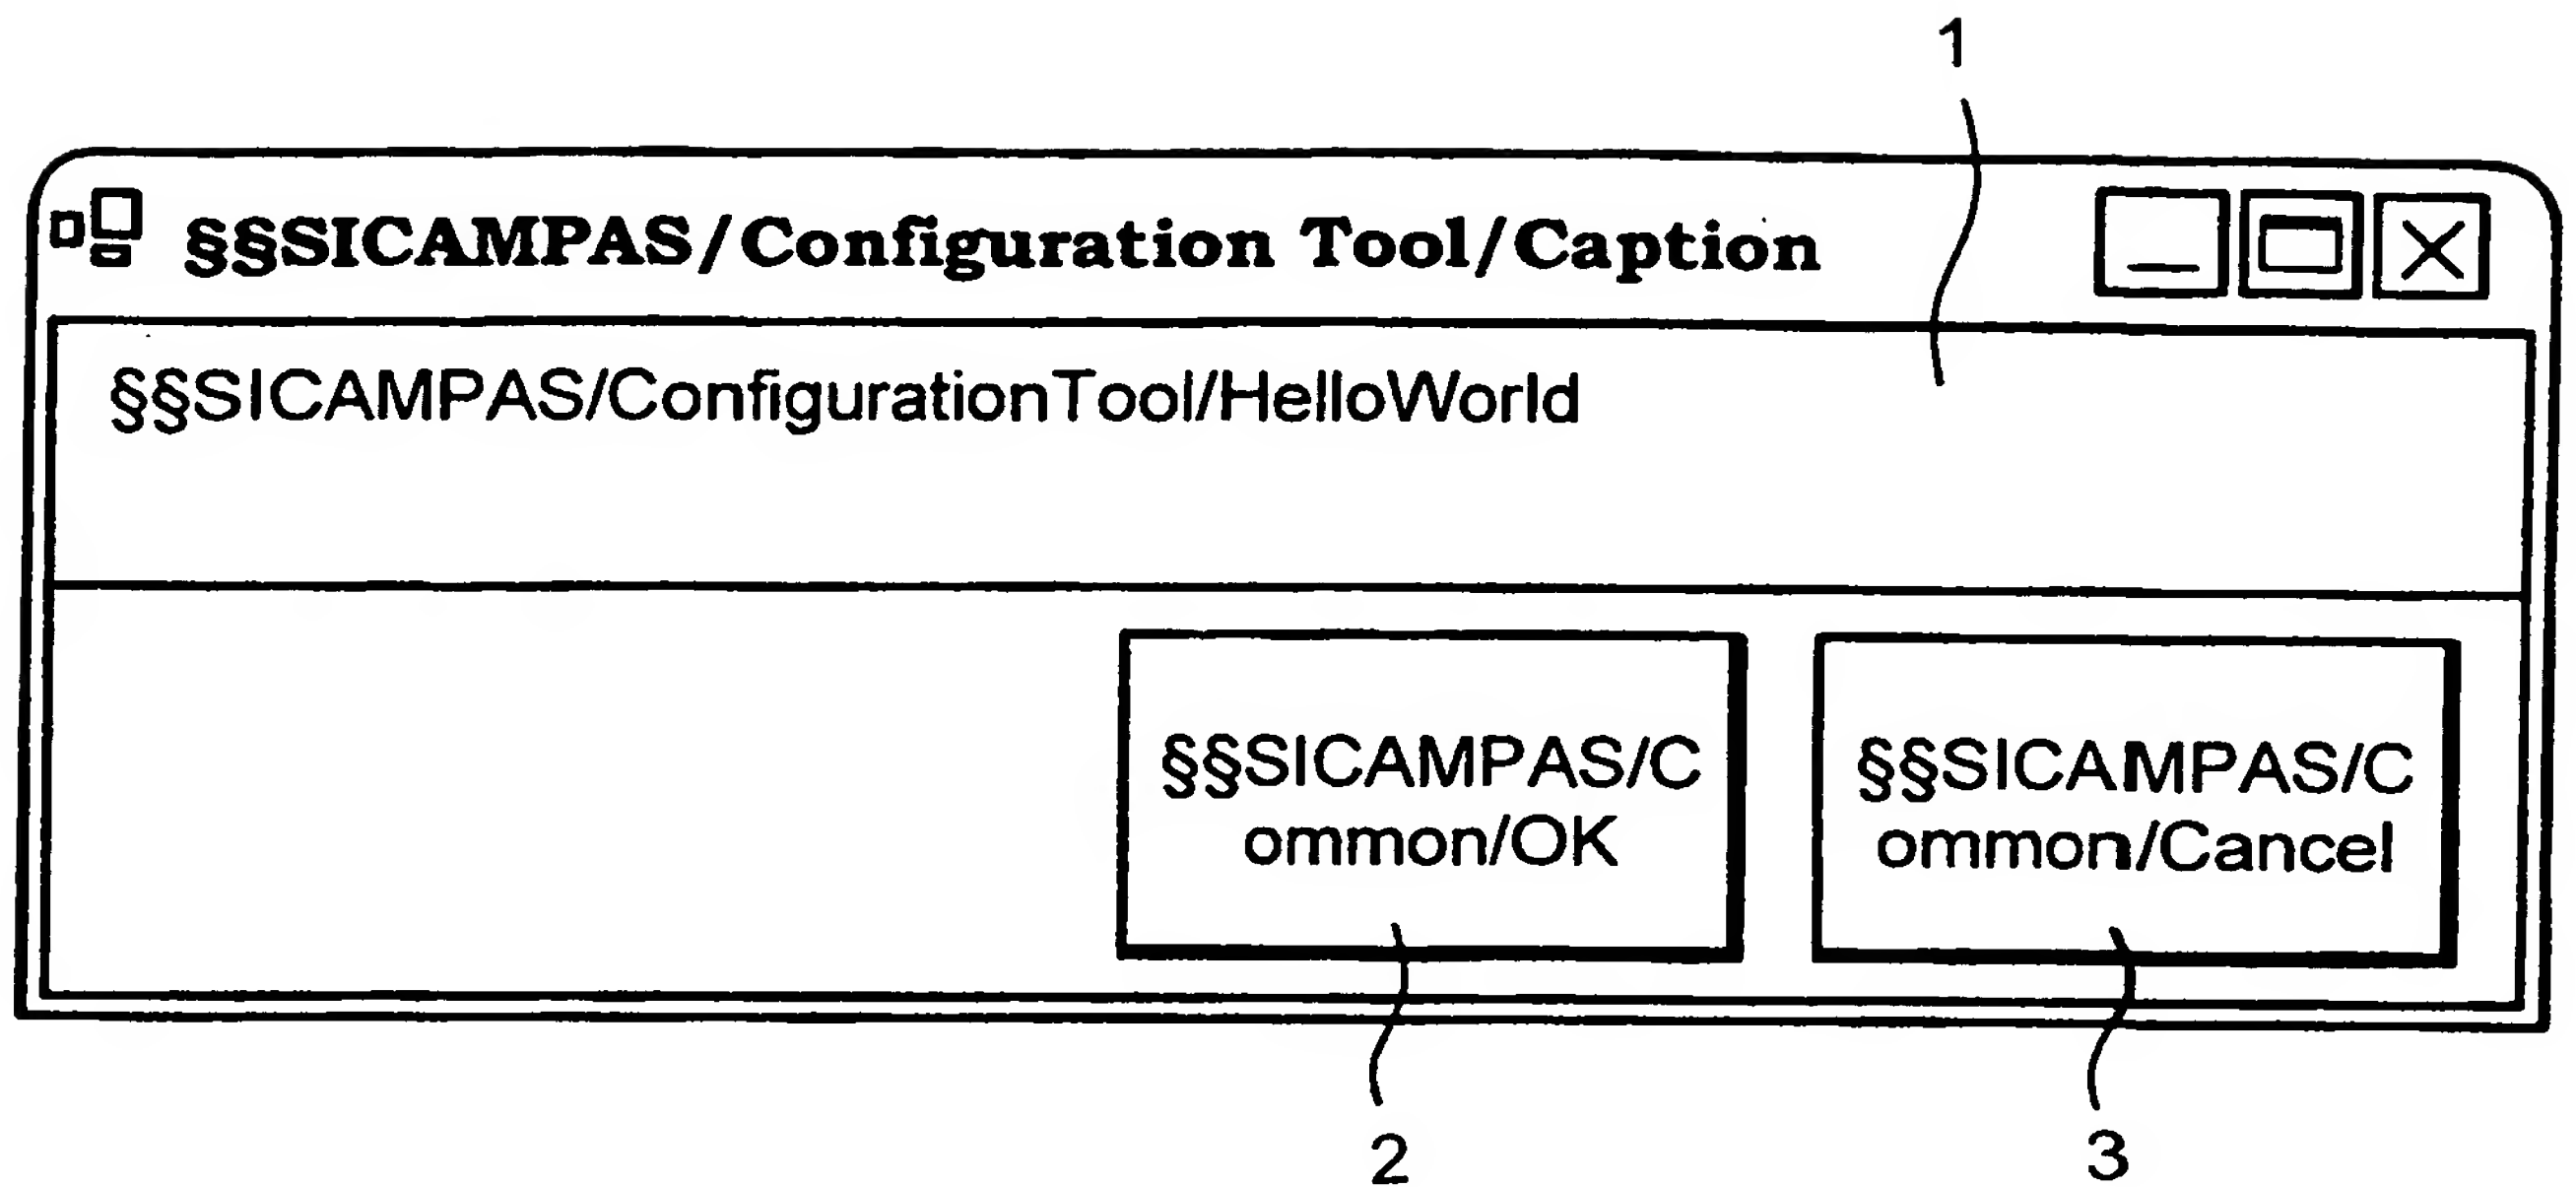 1
§§SICAMPAS/Configuration Tool/Caption
§§SICAMPAS/ConfigurationTool/HelloWorld
§§SICAMPAS/C
ommon/OK
§§SICAMPAS/C
ommon/Cancel
2
3